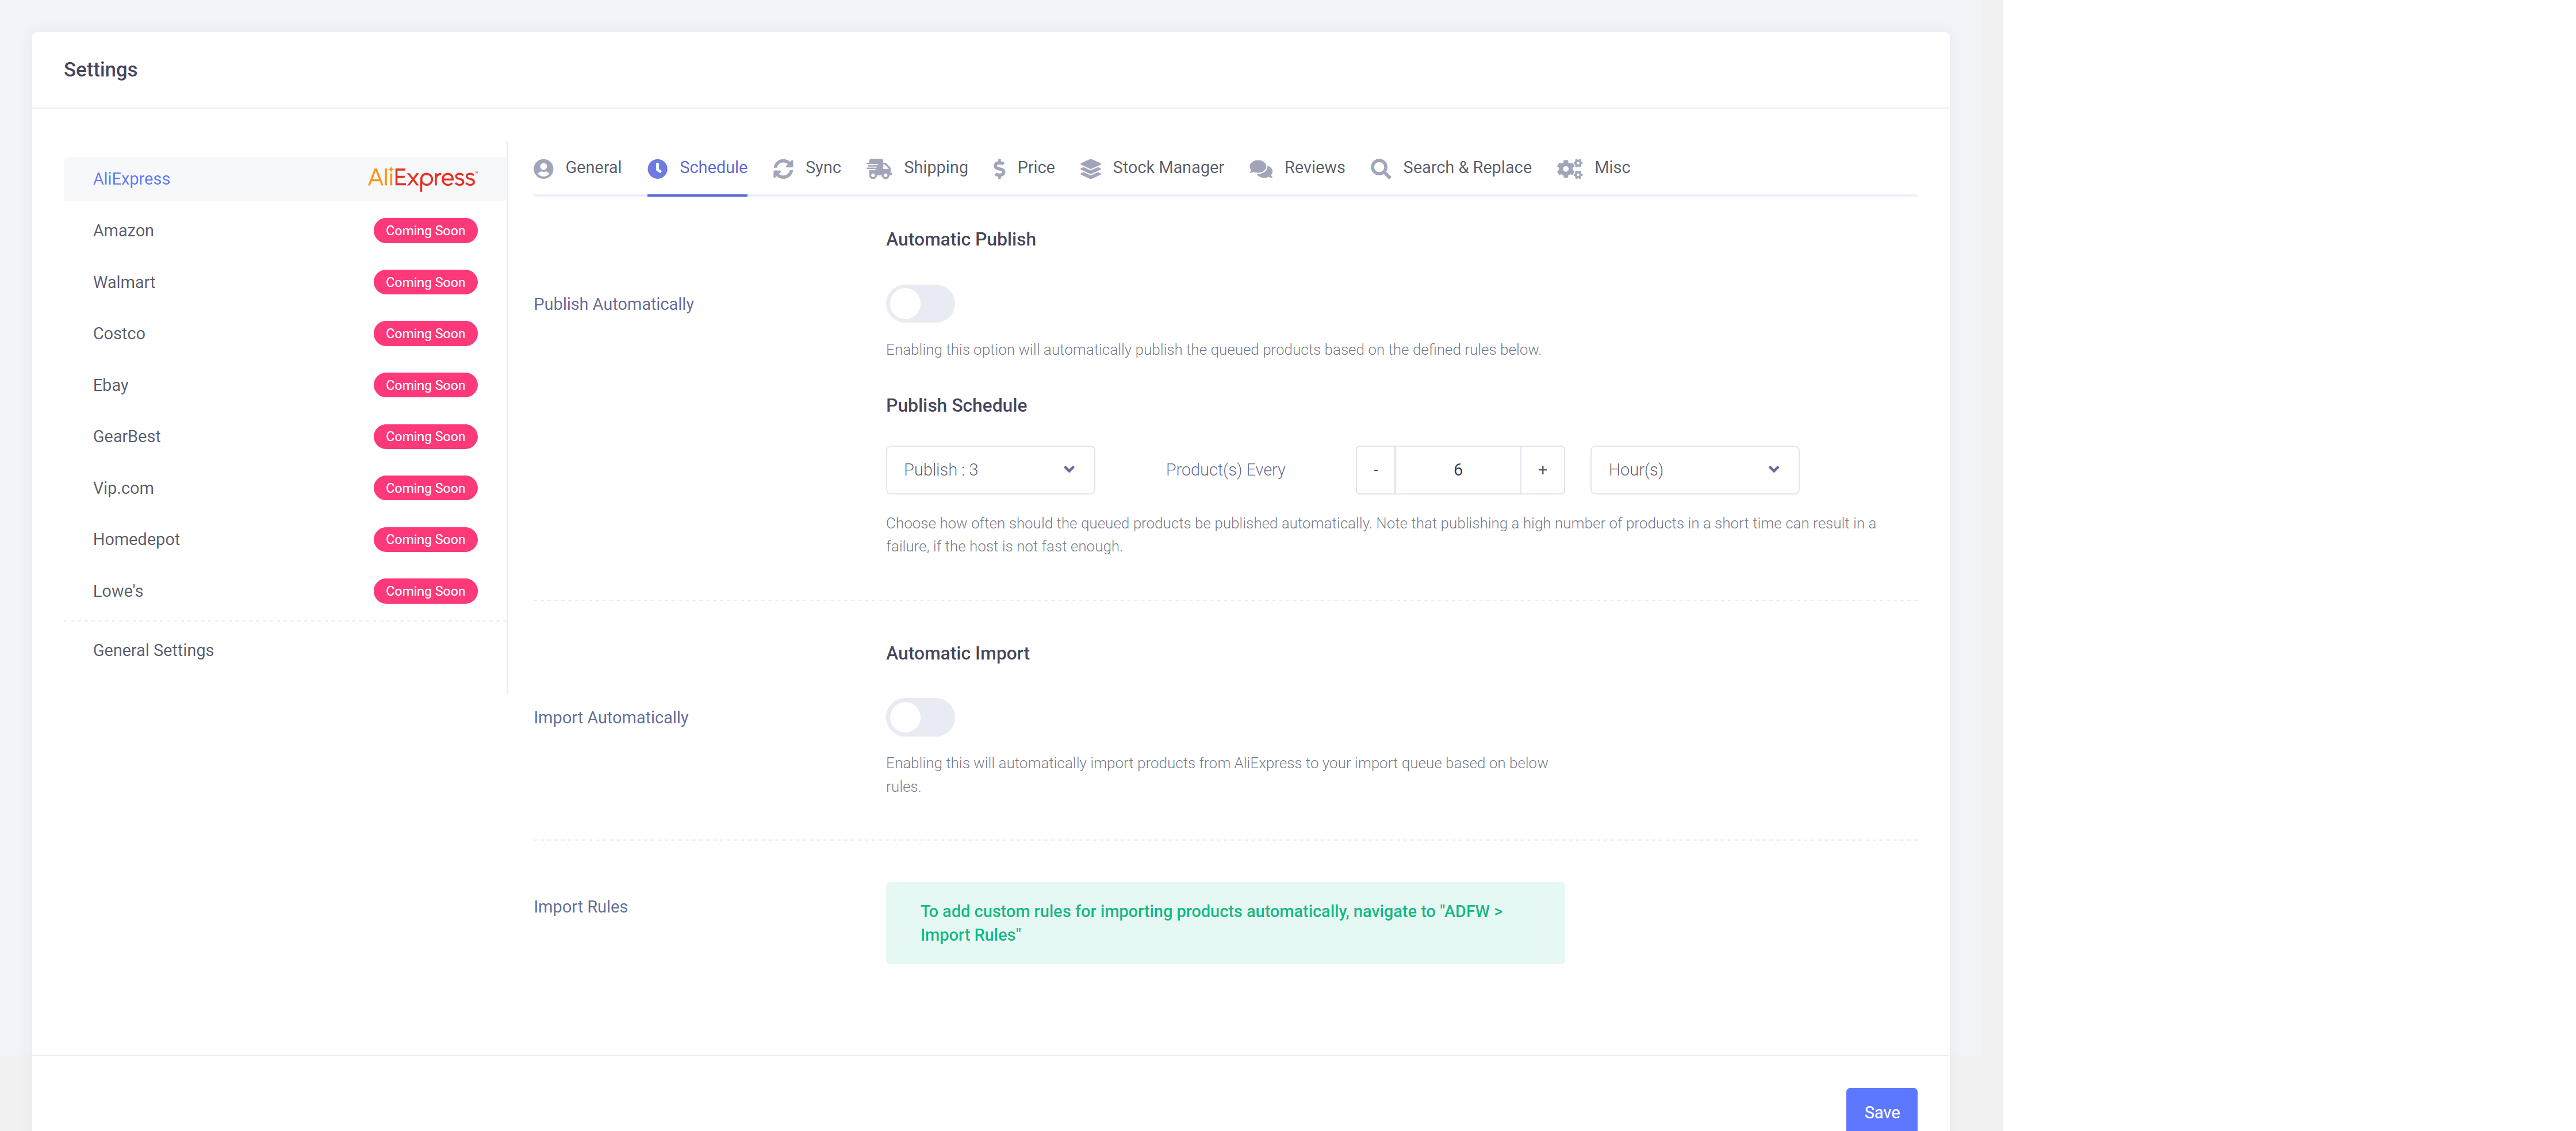 Settings
AliExpress AliExpress
Amazon Coming Soon
Walmart Coming Soon
Costco Coming Soon
Ebay Coming Soon
GearBest Coming Soon
Vip.com Coming Soon
Homedepot Coming Soon
Lowe's Coming Soon
General Settings
General Schedule Sync Shipping Price Stock Manager Reviews Search & Replace Misc
Automatic Publish
Publish Automatically
Enabling this option will automatically publish the queued products based on the defined rules below.
Publish Schedule
Publish : 3 Product(s) Every - 6 + Hour(s)
Choose how often should the queued products be published automatically. Note that publishing a high number of products in a short time can result in a
failure, if the host is not fast enough.
Automatic Import
Import Automatically
Enabling this will automatically import products from AliExpress to your import queue based on below
rules.
Import Rules
To add custom rules for importing products automatically, navigate to "ADFW >
Import Rules"
Save